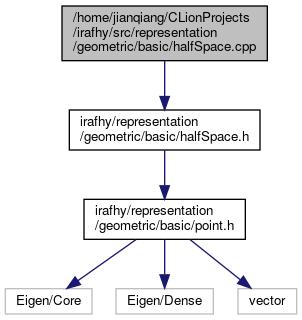 /home/jianqiang/CLionProjects
/irafhy/src/representation
/geometric/basic/halfSpace.cpp
irafhy/representation
/geometric/basic/halfSpace.h
irafhy/representation
/geometric/basic/point.h
Eigen/Core
Eigen/Dense
vector